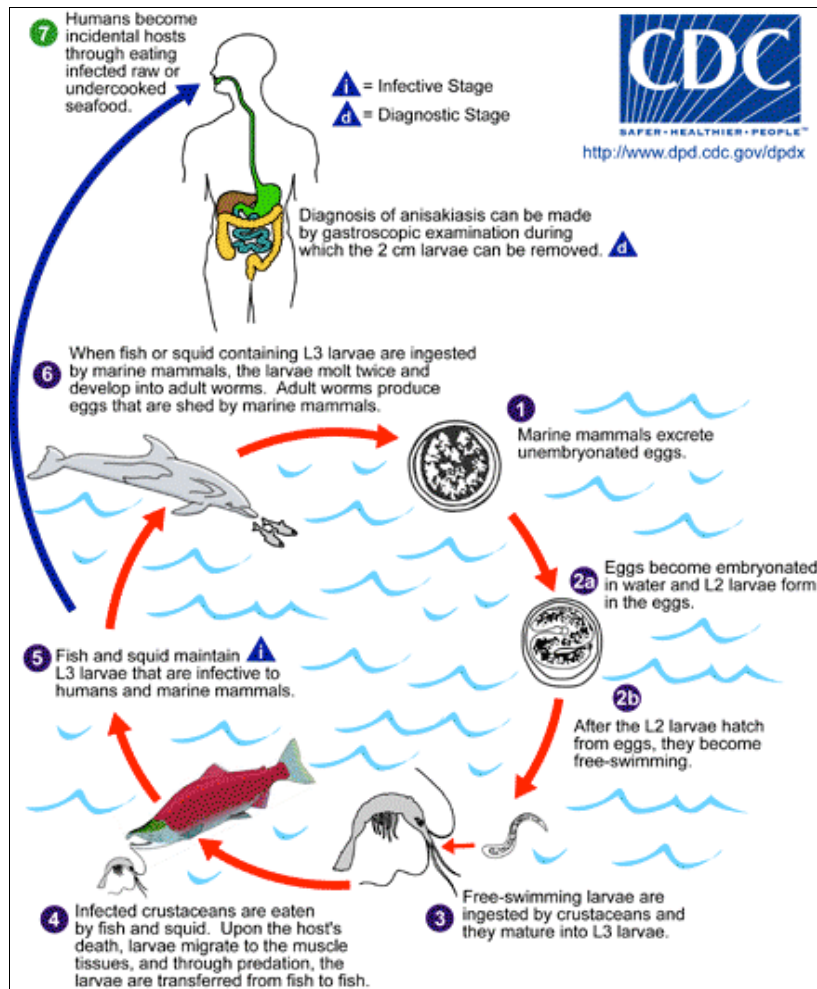 7 Humans become
incidental hosts
through eating
infected raw or
undercooked
seafood.
i = Infective Stage
d = Diagnostic Stage
CDC
SAFER·HEALTHIER·PEOPLE™
http://www.dpd.cdc.gov/dpdx
Diagnosis of anisakiasis can be made
by gastroscopic examination during
which the 2 cm larvae can be removed. d
6 When fish or squid containing L3 larvae are ingested
by marine mammals, the larvae molt twice and
develop into adult worms. Adult worms produce
eggs that are shed by marine mammals.
1 Marine mammals excrete
unembryonated eggs.
2a Eggs become embryonated
in water and L2 larvae form
in the eggs.
2b
After the L2 larvae hatch
from eggs, they become
free-swimming.
3 Free-swimming larvae are
ingested by crustaceans and
they mature into L3 larvae.
4 Infected crustaceans are eaten
by fish and squid. Upon the host's
death, larvae migrate to the muscle
tissues, and through predation, the
larvae are transferred from fish to fish.
5 Fish and squid maintain i
L3 larvae that are infective to
humans and marine mammals.